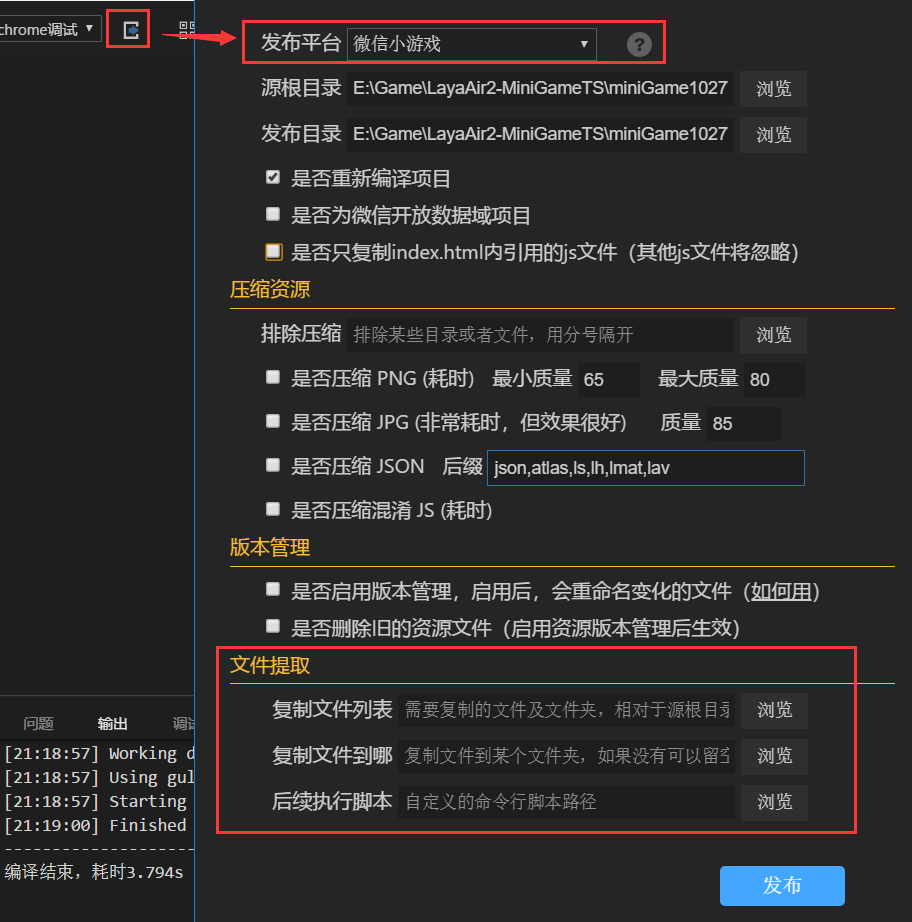 chrome调试
发布平台 微信小游戏 ?
源根目录 E:\Game\LayaAir2-MiniGameTS\miniGame1027 浏览
发布目录 E:\Game\LayaAir2-MiniGameTS\miniGame1027 浏览
是否重新编译项目
是否为微信开放数据域项目
是否只复制index.html内引用的js文件（其他js文件将忽略）
压缩资源
排除压缩 排除某些目录或者文件，用分号隔开 浏览
是否压缩 PNG (耗时) 最小质量 65 最大质量 80
是否压缩 JPG (非常耗时，但效果很好) 质量 85
是否压缩 JSON 后缀 json,atlas,ls,lh,lmat,lav
是否压缩混淆 JS (耗时)
版本管理
是否启用版本管理，启用后，会重命名变化的文件（如何用）
是否删除旧的资源文件（启用资源版本管理后生效）
文件提取
复制文件列表 需要复制的文件及文件夹，相对于源根目录 浏览
复制文件到哪 复制文件到某个文件夹，如果没有可以留空 浏览
后续执行脚本 自定义的命令行脚本路径 浏览
发布
问题 输出 调试
[21:18:57] Working d
[21:18:57] Using gul
[21:18:57] Starting
[21:19:00] Finished
--------------------
编译结束，耗时3.794s